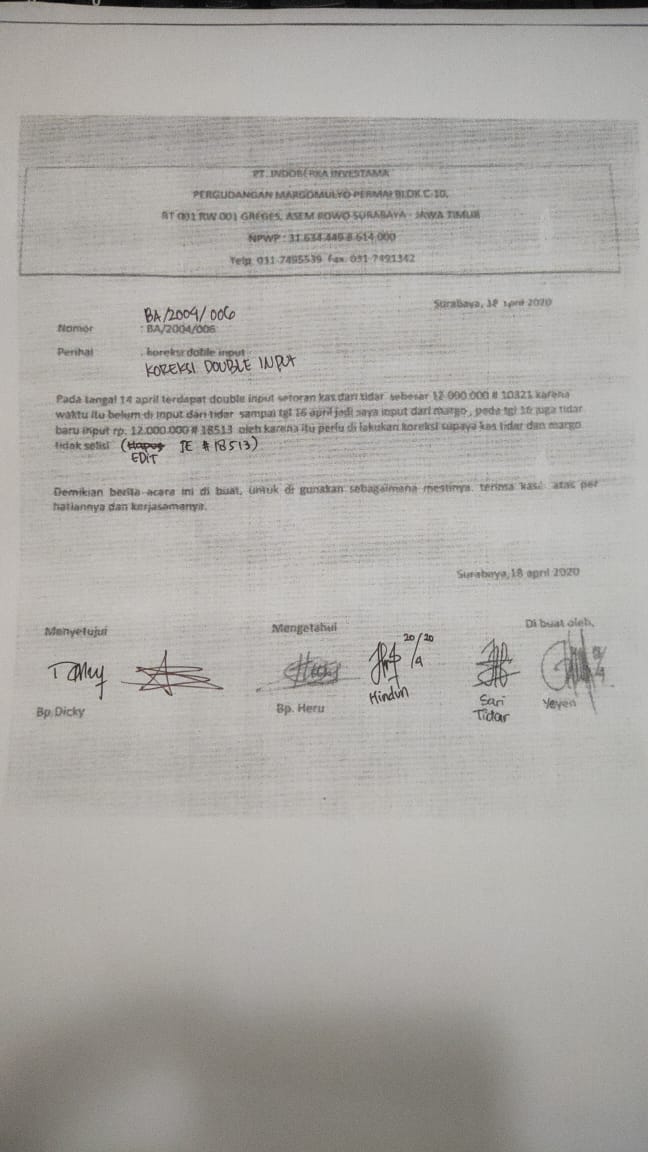 PT. INDOBERKA INVESTAMA
PERGUDANGAN MARGOMULYO PERMAI BLOK C-10,
RT 001 RW 001 GREGES, ASEM ROWO SURABAYA - JAWA TIMUR
NPWP : 31.634.449.8-614.000
Telp. 031-7495539 Fax. 031-7491342
Surabaya, 18 april 2020
BA/2004/006
Nomor : BA/2004/006
Perihal : koreksi doble input
KOREKSI DOUBLE INPUT
Pada tangal 14 april terdapat double input setoran kas dari tidar sebesar 12.000.000 # 10321 karena
waktu itu belum di input dari tidar sampai tgl 16 april jadi saya input dari margo , pada tgl 16 juga tidar
baru input rp. 12.000.000 # 18513 oleh karena itu perlu di lakukan koreksi supaya kas tidar dan margo
tidak selisi (Hapus JE # 18513)
EDIT
Demikian berita acara ini di buat, untuk di gunakan sebagaimana mestinya. terima kasi atas per
hatiannya dan kerjasamanya.
Surabaya, 18 april 2020
Menyetujui Mengetahui Di buat oleh,
20/20
/4
Bp.Dicky Bp. Heru Hindun Sari Yeyen
Tidar